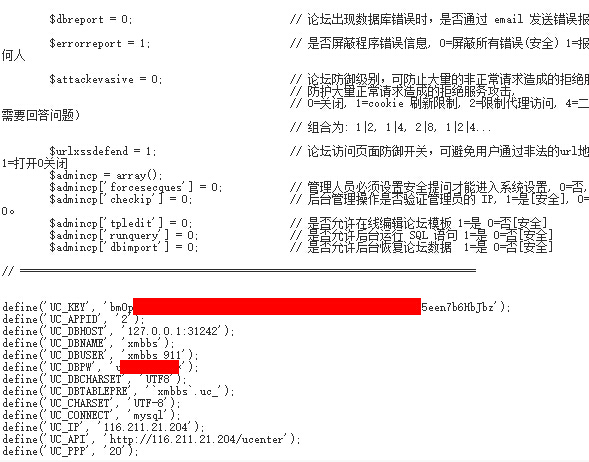 $dbreport = 0; // 论坛出现数据库错误时，是否通过 email 发送错误报
$errorreport = 1; // 是否屏蔽程序错误信息, 0=屏蔽所有错误(安全) 1=报
何人
$attackevasive = 0; // 论坛防御级别，可防止大量的非正常请求造成的拒绝服
// 防护大量正常请求造成的拒绝服务攻击,
// 0=关闭, 1=cookie 刷新限制, 2=限制代理访问, 4=二
需要回答问题)
// 组合为: 1|2, 1|4, 2|8, 1|2|4...
$urlxssdefend = 1; // 论坛访问页面防御开关，可避免用户通过非法的url地
1=打开0关闭
$admincp = array();
$admincp['forcesecques'] = 0; // 管理人员必须设置安全提问才能进入系统设置, 0=否,
$admincp['checkip'] = 0; // 后台管理操作是否验证管理员的 IP, 1=是[安全], 0=
0。
$admincp['tpledit'] = 0; // 是否允许在线编辑论坛模板 1=是 0=否[安全]
$admincp['runquery'] = 0; // 是否允许后台运行 SQL 语句 1=是 0=否[安全]
$admincp['dbimport'] = 0; // 是否允许后台恢复论坛数据 1=是 0=否[安全]
// ============================================================================
define('UC_KEY', 'bmOp 5een7b6HbJbz');
define('UC_APPID', '2');
define('UC_DBHOST', '127.0.0.1:31242');
define('UC_DBNAME', 'xmbbs');
define('UC_DBUSER', 'xmbbs_911');
define('UC_DBPW', 'u ');
define('UC_DBCHARSET', 'UTF8');
define('UC_DBTABLEPRE', '`xmbbs`.uc_');
define('UC_CHARSET', 'UTF-8');
define('UC_CONNECT', 'mysql');
define('UC_IP', '116.211.21.204');
define('UC_API', 'http://116.211.21.204/ucenter');
define('UC_PPP', '20');